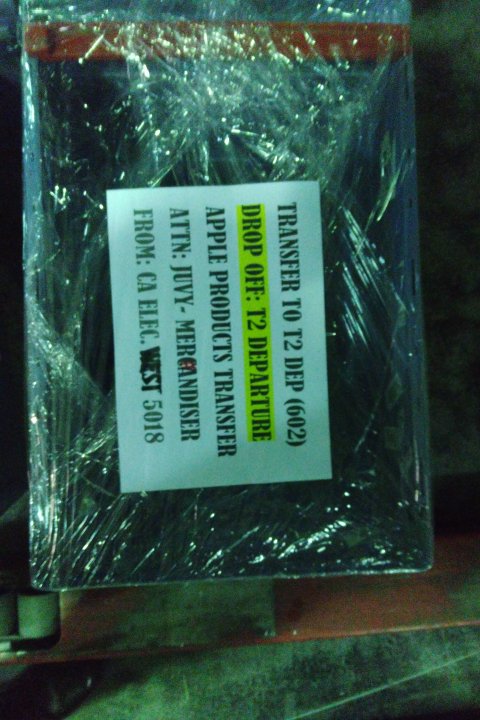 TRANSFER TO T2 DEP (602)
DROP OFF: T2 DEPARTURE
APPLE PRODUCTS TRANSFER
ATTN: JUVY- MERCANDISER
FROM: CA ELEC. WEST 5018